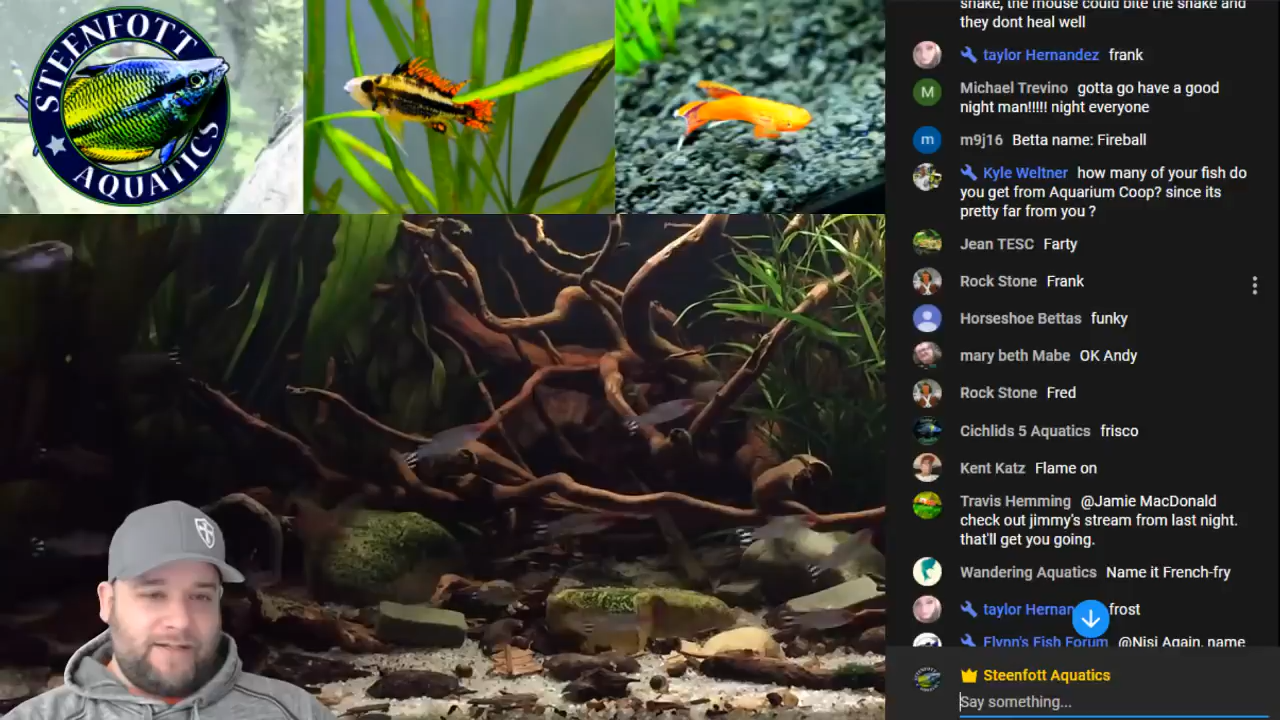 STEENFOTT
AQUATICS
snake, the mouse could bite the snake and
they dont heal well
taylor Hernandez frank
M Michael Trevino gotta go have a good
night man!!!!! night everyone
m m9j16 Betta name: Fireball
Kyle Weltner how many of your fish do
you get from Aquarium Coop? since its
pretty far from you ?
Jean TESC Farty
Rock Stone Frank
Horseshoe Bettas funky
mary beth Mabe OK Andy
Rock Stone Fred
Cichlids 5 Aquatics frisco
Kent Katz Flame on
Travis Hemming @Jamie MacDonald
check out jimmy's stream from last night.
that'll get you going.
Wandering Aquatics Name it French-fry
taylor Hernan frost
Flynn's Fish Forum @Nisi Again, name
Steenfott Aquatics
Say something...